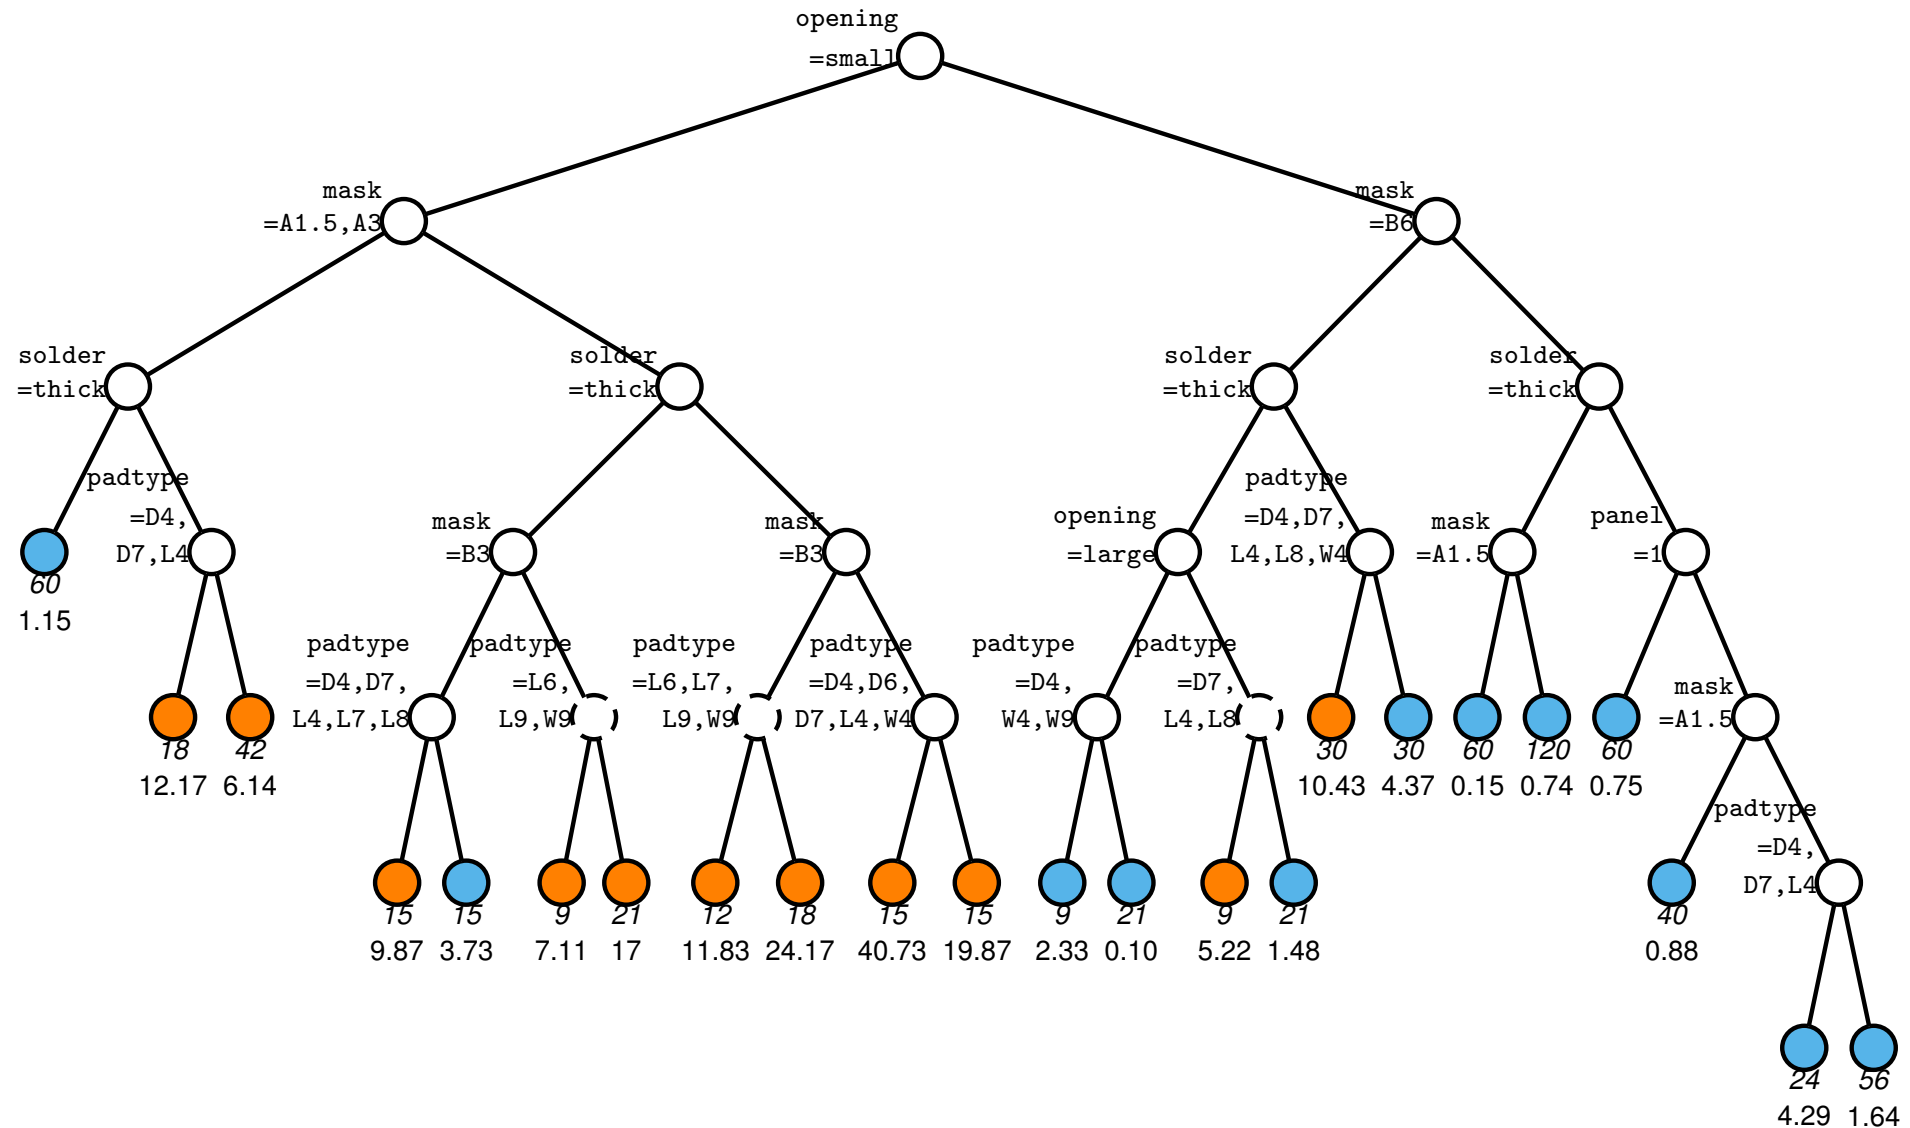 opening
=small
mask
=A1.5,A3
mask
=B6
solder
=thick
solder
=thick
solder
=thick
solder
=thick
padtype
=D4,
D7,L4
mask
=B3
mask
=B3
opening
=large
padtype
=D4,D7,
L4,L8,W4
mask
=A1.5
panel
=1
60
1.15
padtype
=D4,D7,
L4,L7,L8
padtype
=L6,
L9,W9
padtype
=L6,L7,
L9,W9
padtype
=D4,D6,
D7,L4,W4
padtype
=D4,
W4,W9
padtype
=D7,
L4,L8
mask
=A1.5
18 42
12.17 6.14
30 30 60 120 60
10.43 4.37 0.15 0.74 0.75
padtype
=D4,
D7,L4
15 15 9 21 12 18 15 15 9 21 9 21 40
9.87 3.73 7.11 17 11.83 24.17 40.73 19.87 2.33 0.10 5.22 1.48 0.88
24 56
4.29 1.64